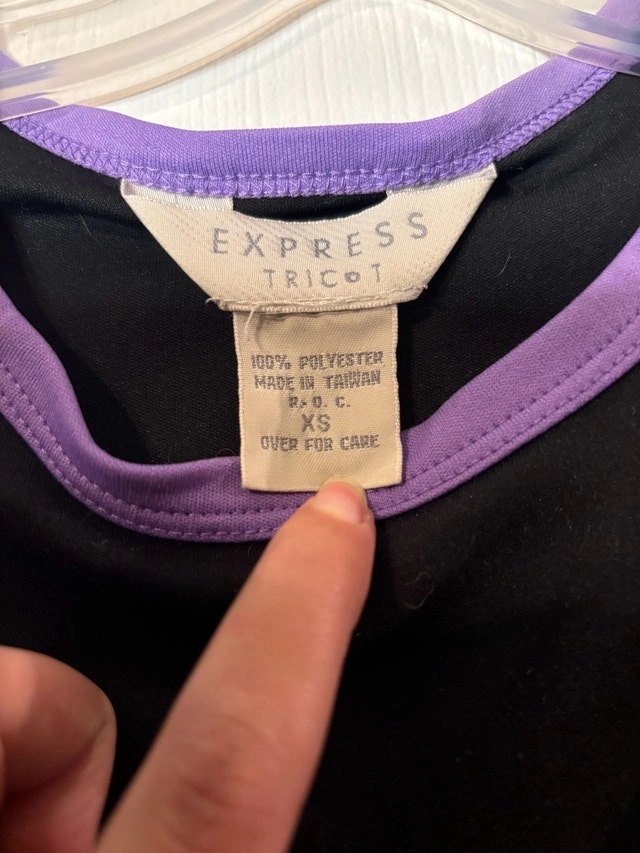 EXPRESS
TRICOT
100% POLYESTER
MADE IN TAIWAN
R. O. C.
XS
OVER FOR CARE